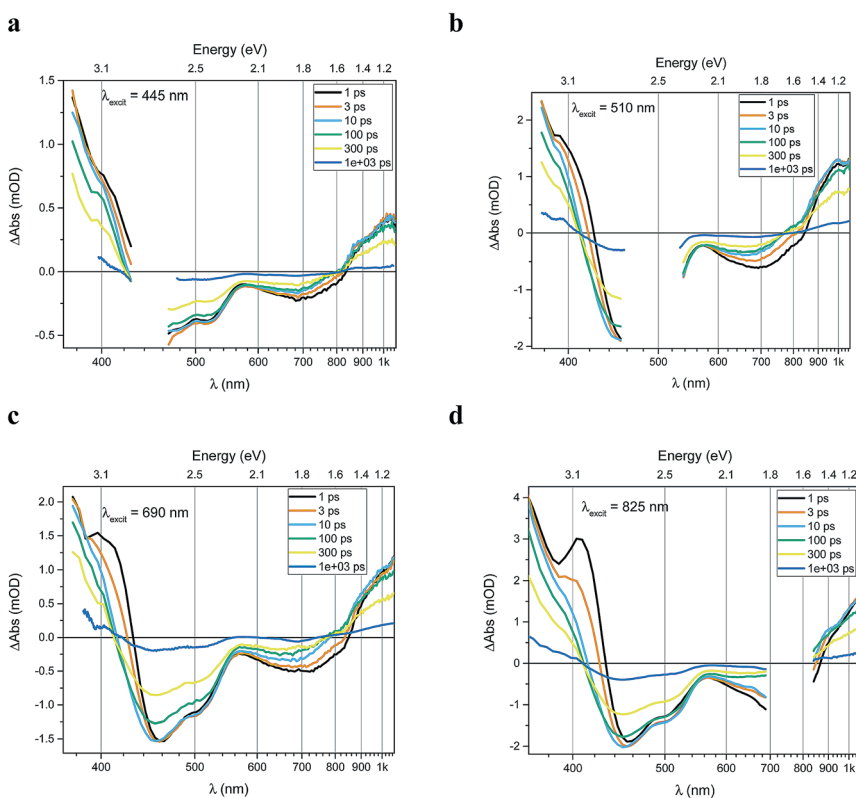 a
Energy (eV)
3.1 2.5 2.1 1.8 1.6 1.4 1.2
λexcit = 445 nm
1 ps
3 ps
10 ps
100 ps
300 ps
1e+03 ps
ΔAbs (mOD)
1.5
1.0
0.5
0.0
-0.5
400 500 600 700 800 900 1k
λ (nm)
b
Energy (eV)
3.1 2.5 2.1 1.8 1.6 1.4 1.2
λexcit = 510 nm
1 ps
3 ps
10 ps
100 ps
300 ps
1e+03 ps
ΔAbs (mOD)
2
1
0
-1
-2
400 500 600 700 800 900 1k
λ (nm)
c
Energy (eV)
3.1 2.5 2.1 1.8 1.6 1.4 1.2
λexcit = 690 nm
1 ps
3 ps
10 ps
100 ps
300 ps
1e+03 ps
ΔAbs (mOD)
2.0
1.5
1.0
0.5
0.0
-0.5
-1.0
-1.5
400 500 600 700 800 900 1k
λ (nm)
d
Energy (eV)
3.1 2.5 2.1 1.8 1.6 1.4 1.2
λexcit = 825 nm
1 ps
3 ps
10 ps
100 ps
300 ps
1e+03 ps
ΔAbs (mOD)
4
3
2
1
0
-1
-2
400 500 600 700 800 900 1k
λ (nm)